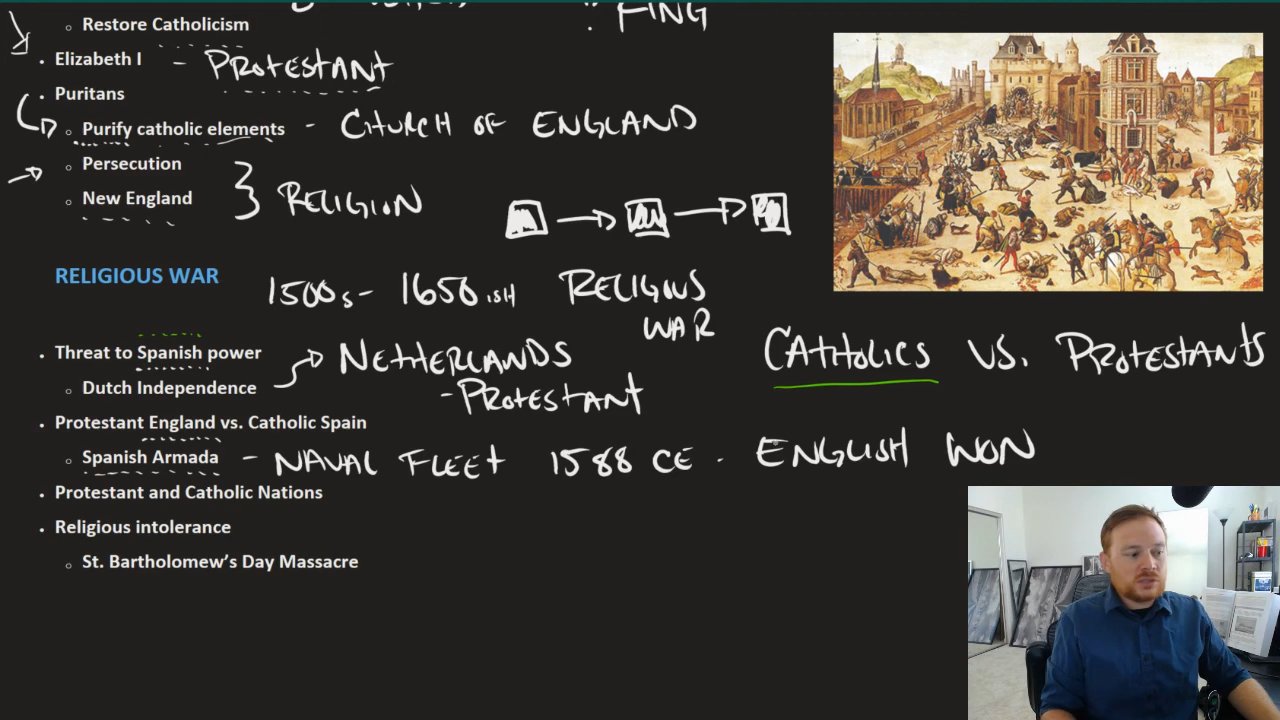 Restore Catholicism
KING
Elizabeth I - PROTESTANT
Puritans
Purify catholic elements - CHURCH OF ENGLAND
Persecution
New England
RELIGION
RELIGIOUS WAR
1500s - 1650ish RELIGIOUS WAR
CATHOLICS VS. PROTESTANTS
Threat to Spanish power
Dutch Independence
NETHERLANDS
- PROTESTANT
Protestant England vs. Catholic Spain
Spanish Armada - NAVAL FLEET 1588 CE. ENGLISH WON
Protestant and Catholic Nations
Religious intolerance
St. Bartholomew's Day Massacre